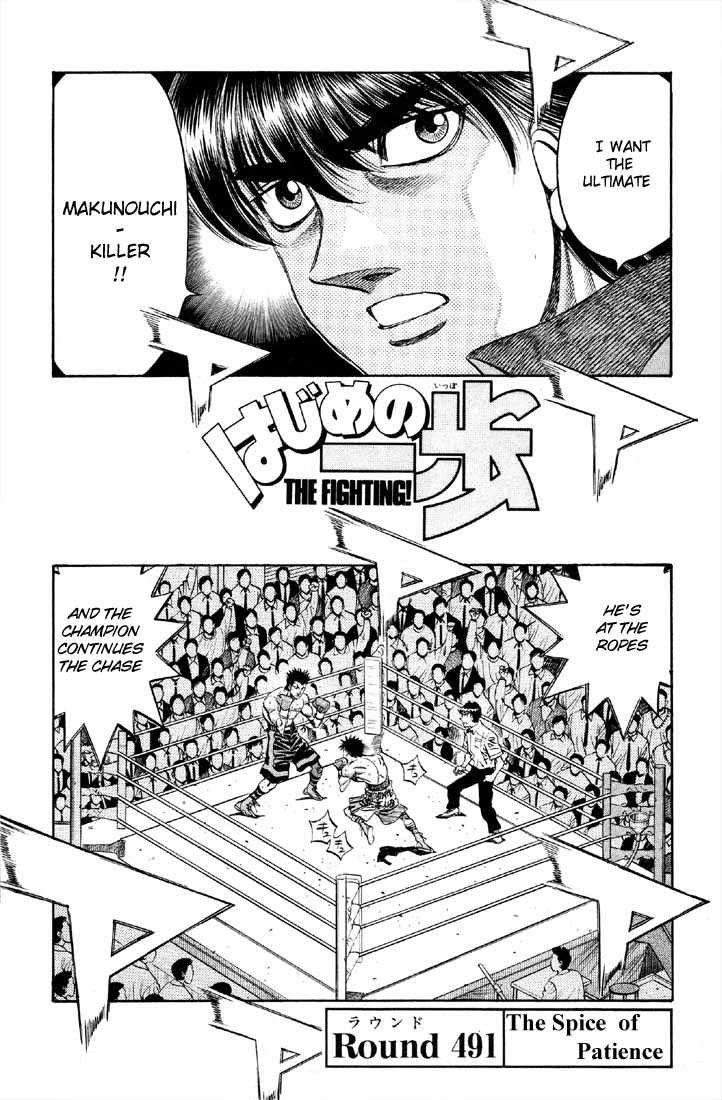 I WANT
THE
ULTIMATE
MAKUNOUCHI
-
KILLER
!!
はじめの一歩
いっぽ
THE FIGHTING!
HE'S
AT THE
ROPES
AND THE
CHAMPION
CONTINUES
THE CHASE
ラウンド
Round 491
The Spice of
Patience